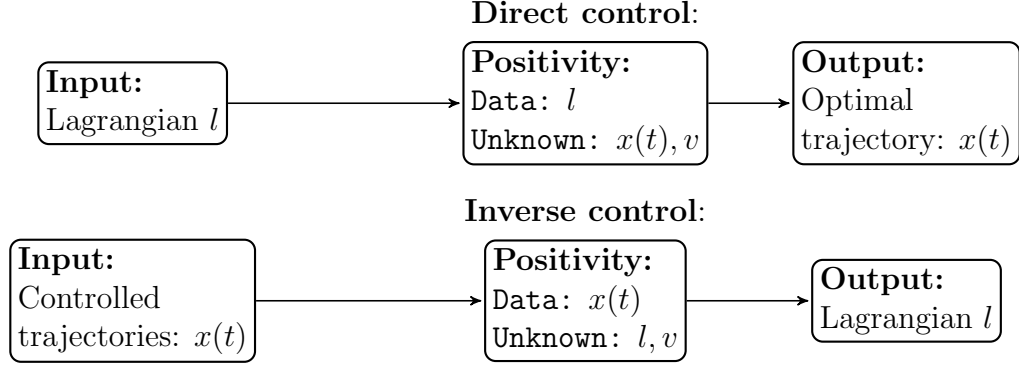 Direct control:
Input:
Lagrangian l
Positivity:
Data: l
Unknown: x(t), v
Output:
Optimal
trajectory: x(t)
Inverse control:
Input:
Controlled
trajectories: x(t)
Positivity:
Data: x(t)
Unknown: l, v
Output:
Lagrangian l